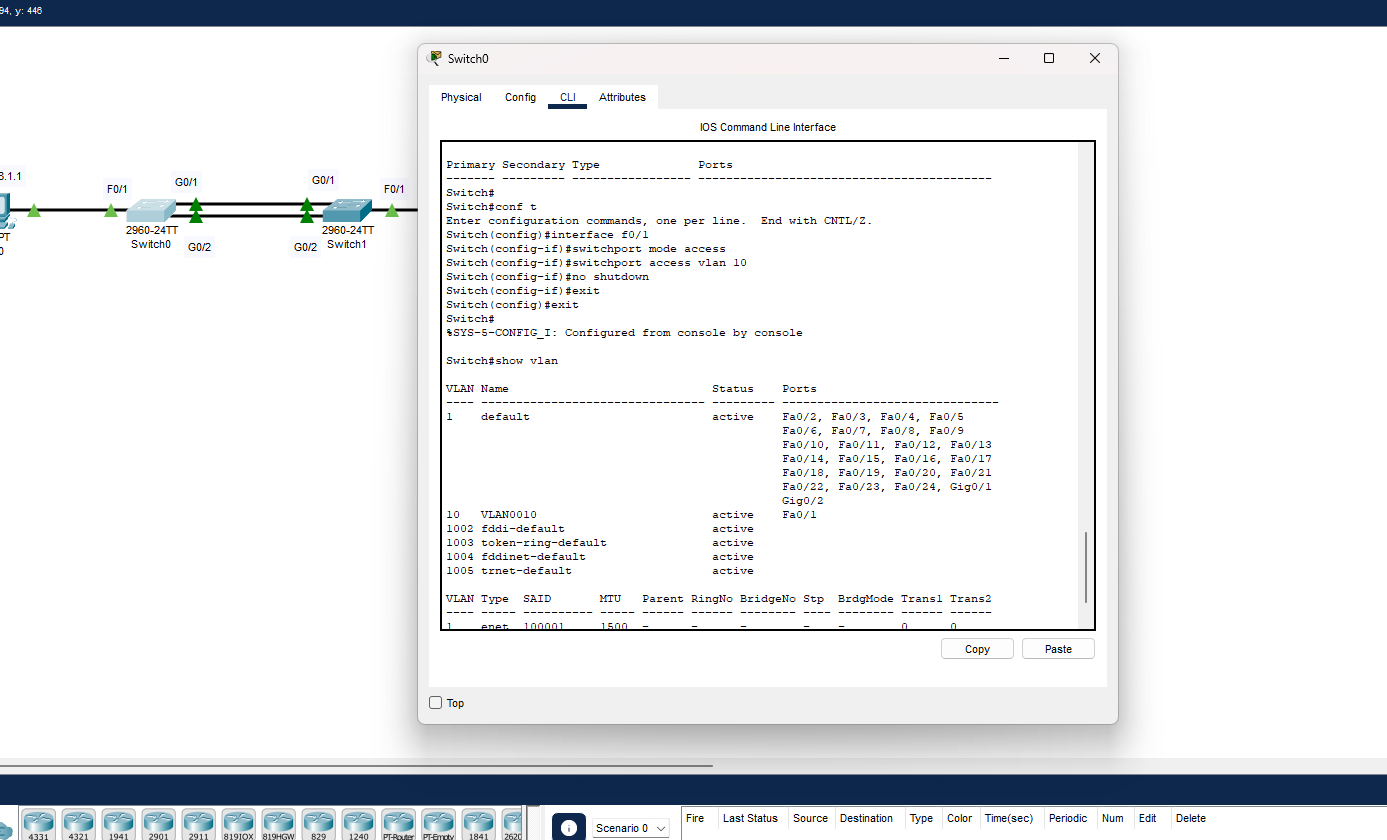 94, y: 446
Switch0
Physical Config CLI Attributes
IOS Command Line Interface
Primary Secondary Type Ports
------- --------- ---------------- ------------------------------------------
Switch#
Switch#conf t
Enter configuration commands, one per line. End with CNTL/Z.
Switch(config)#interface f0/1
Switch(config-if)#switchport mode access
Switch(config-if)#switchport access vlan 10
Switch(config-if)#no shutdown
Switch(config-if)#exit
Switch(config)#exit
Switch#
%SYS-5-CONFIG_I: Configured from console by console
Switch#show vlan
VLAN Name Status Ports
---- -------------------------------- --------- -------------------------------
1 default active Fa0/2, Fa0/3, Fa0/4, Fa0/5
Fa0/6, Fa0/7, Fa0/8, Fa0/9
Fa0/10, Fa0/11, Fa0/12, Fa0/13
Fa0/14, Fa0/15, Fa0/16, Fa0/17
Fa0/18, Fa0/19, Fa0/20, Fa0/21
Fa0/22, Fa0/23, Fa0/24, Gig0/1
Gig0/2
10 VLAN0010 active Fa0/1
1002 fddi-default active
1003 token-ring-default active
1004 fddinet-default active
1005 trnet-default active
VLAN Type SAID MTU Parent RingNo BridgeNo Stp BrdgMode Trans1 Trans2
---- ----- ---------- ----- ------ ------ -------- ---- -------- ------ ------
1 enet 100001 1500 - - - - - 0 0
Copy Paste
Top
.1.1
F0/1 G0/1 G0/1 F0/1
PT
0
2960-24TT
Switch0
G0/2 G0/2
2960-24TT
Switch1
4331 4321 1941 2901 2911 819IOX 819HGW 829 1240 PT-Router PT-Empty 1841 2620
Scenario 0
Fire Last Status Source Destination Type Color Time(sec) Periodic Num Edit Delete